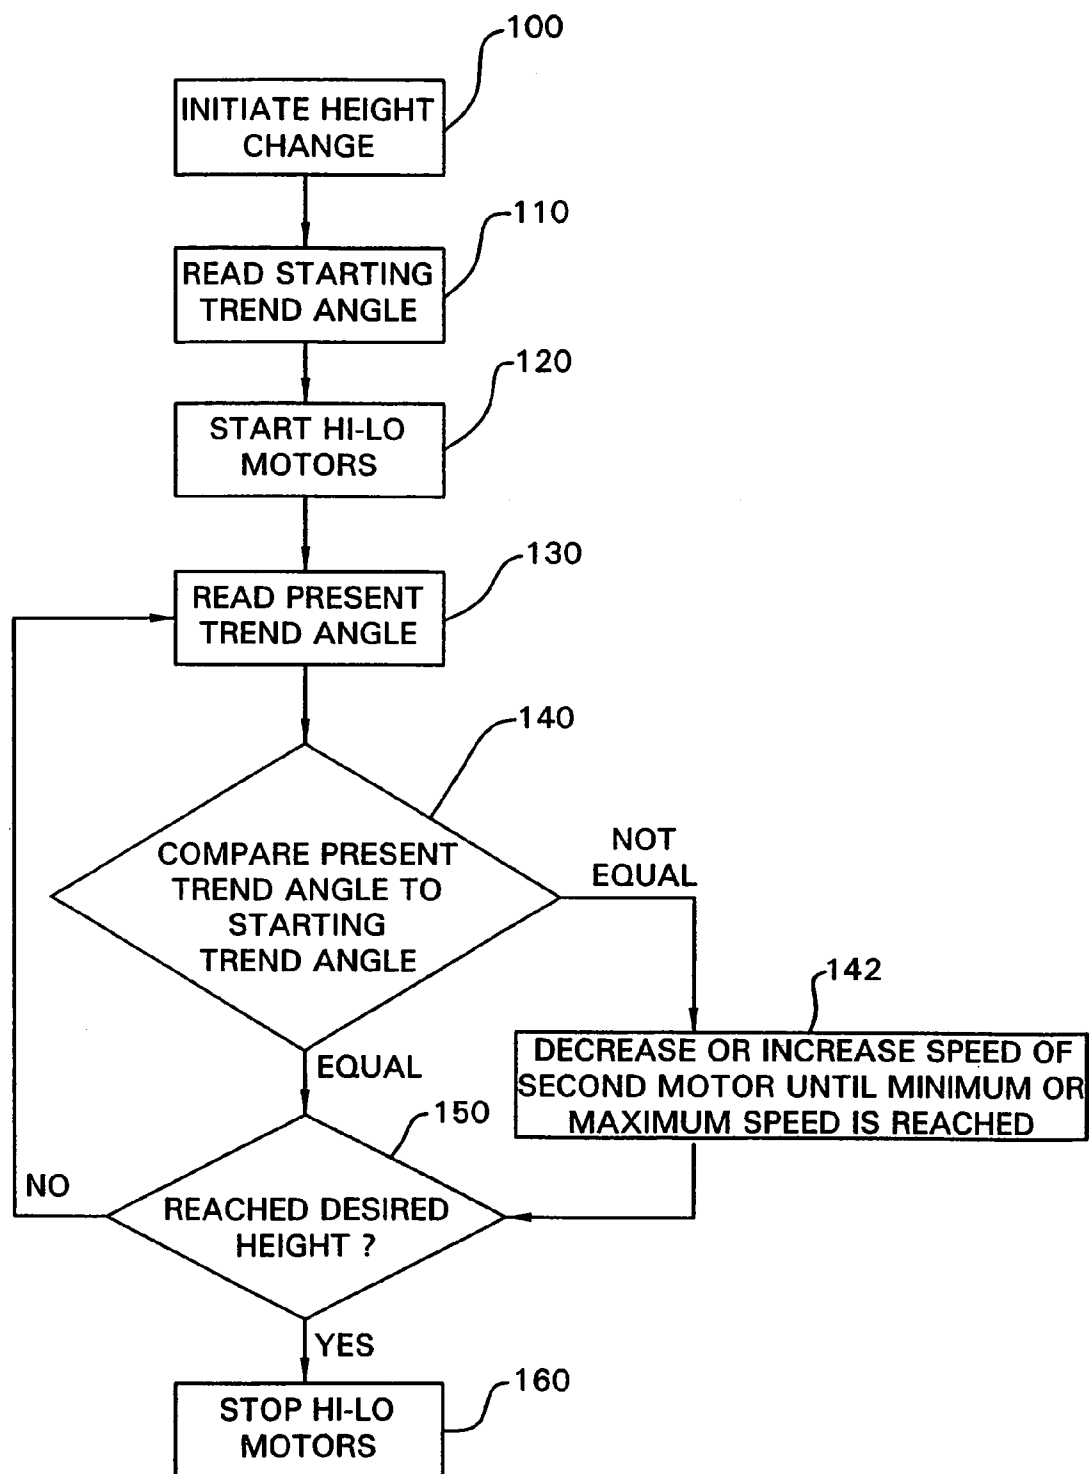 100
INITIATE HEIGHT
CHANGE
110
READ STARTING
TREND ANGLE
120
START HI-LO
MOTORS
130
READ PRESENT
TREND ANGLE
140
COMPARE PRESENT
TREND ANGLE TO
STARTING
TREND ANGLE
NOT
EQUAL
142
DECREASE OR INCREASE SPEED OF
SECOND MOTOR UNTIL MINIMUM OR
MAXIMUM SPEED IS REACHED
EQUAL
150
REACHED DESIRED
HEIGHT ?
NO
YES
160
STOP HI-LO
MOTORS